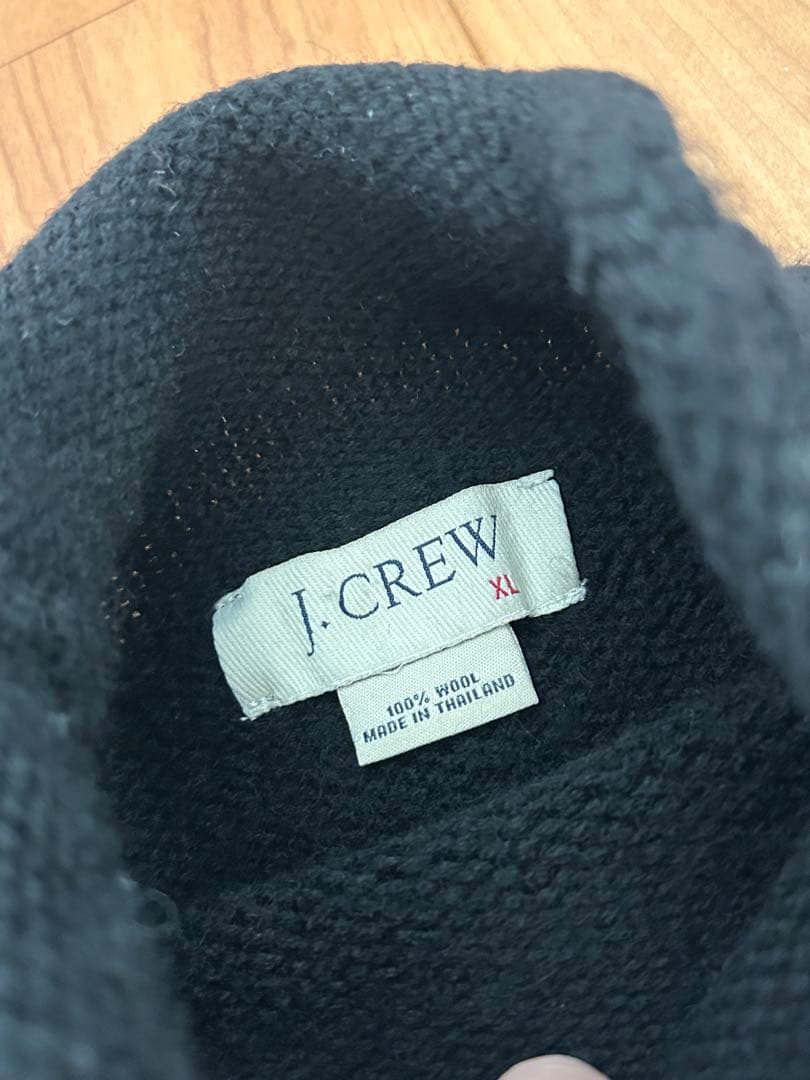 J. CREW
XL
100% WOOL
MADE IN THAILAND